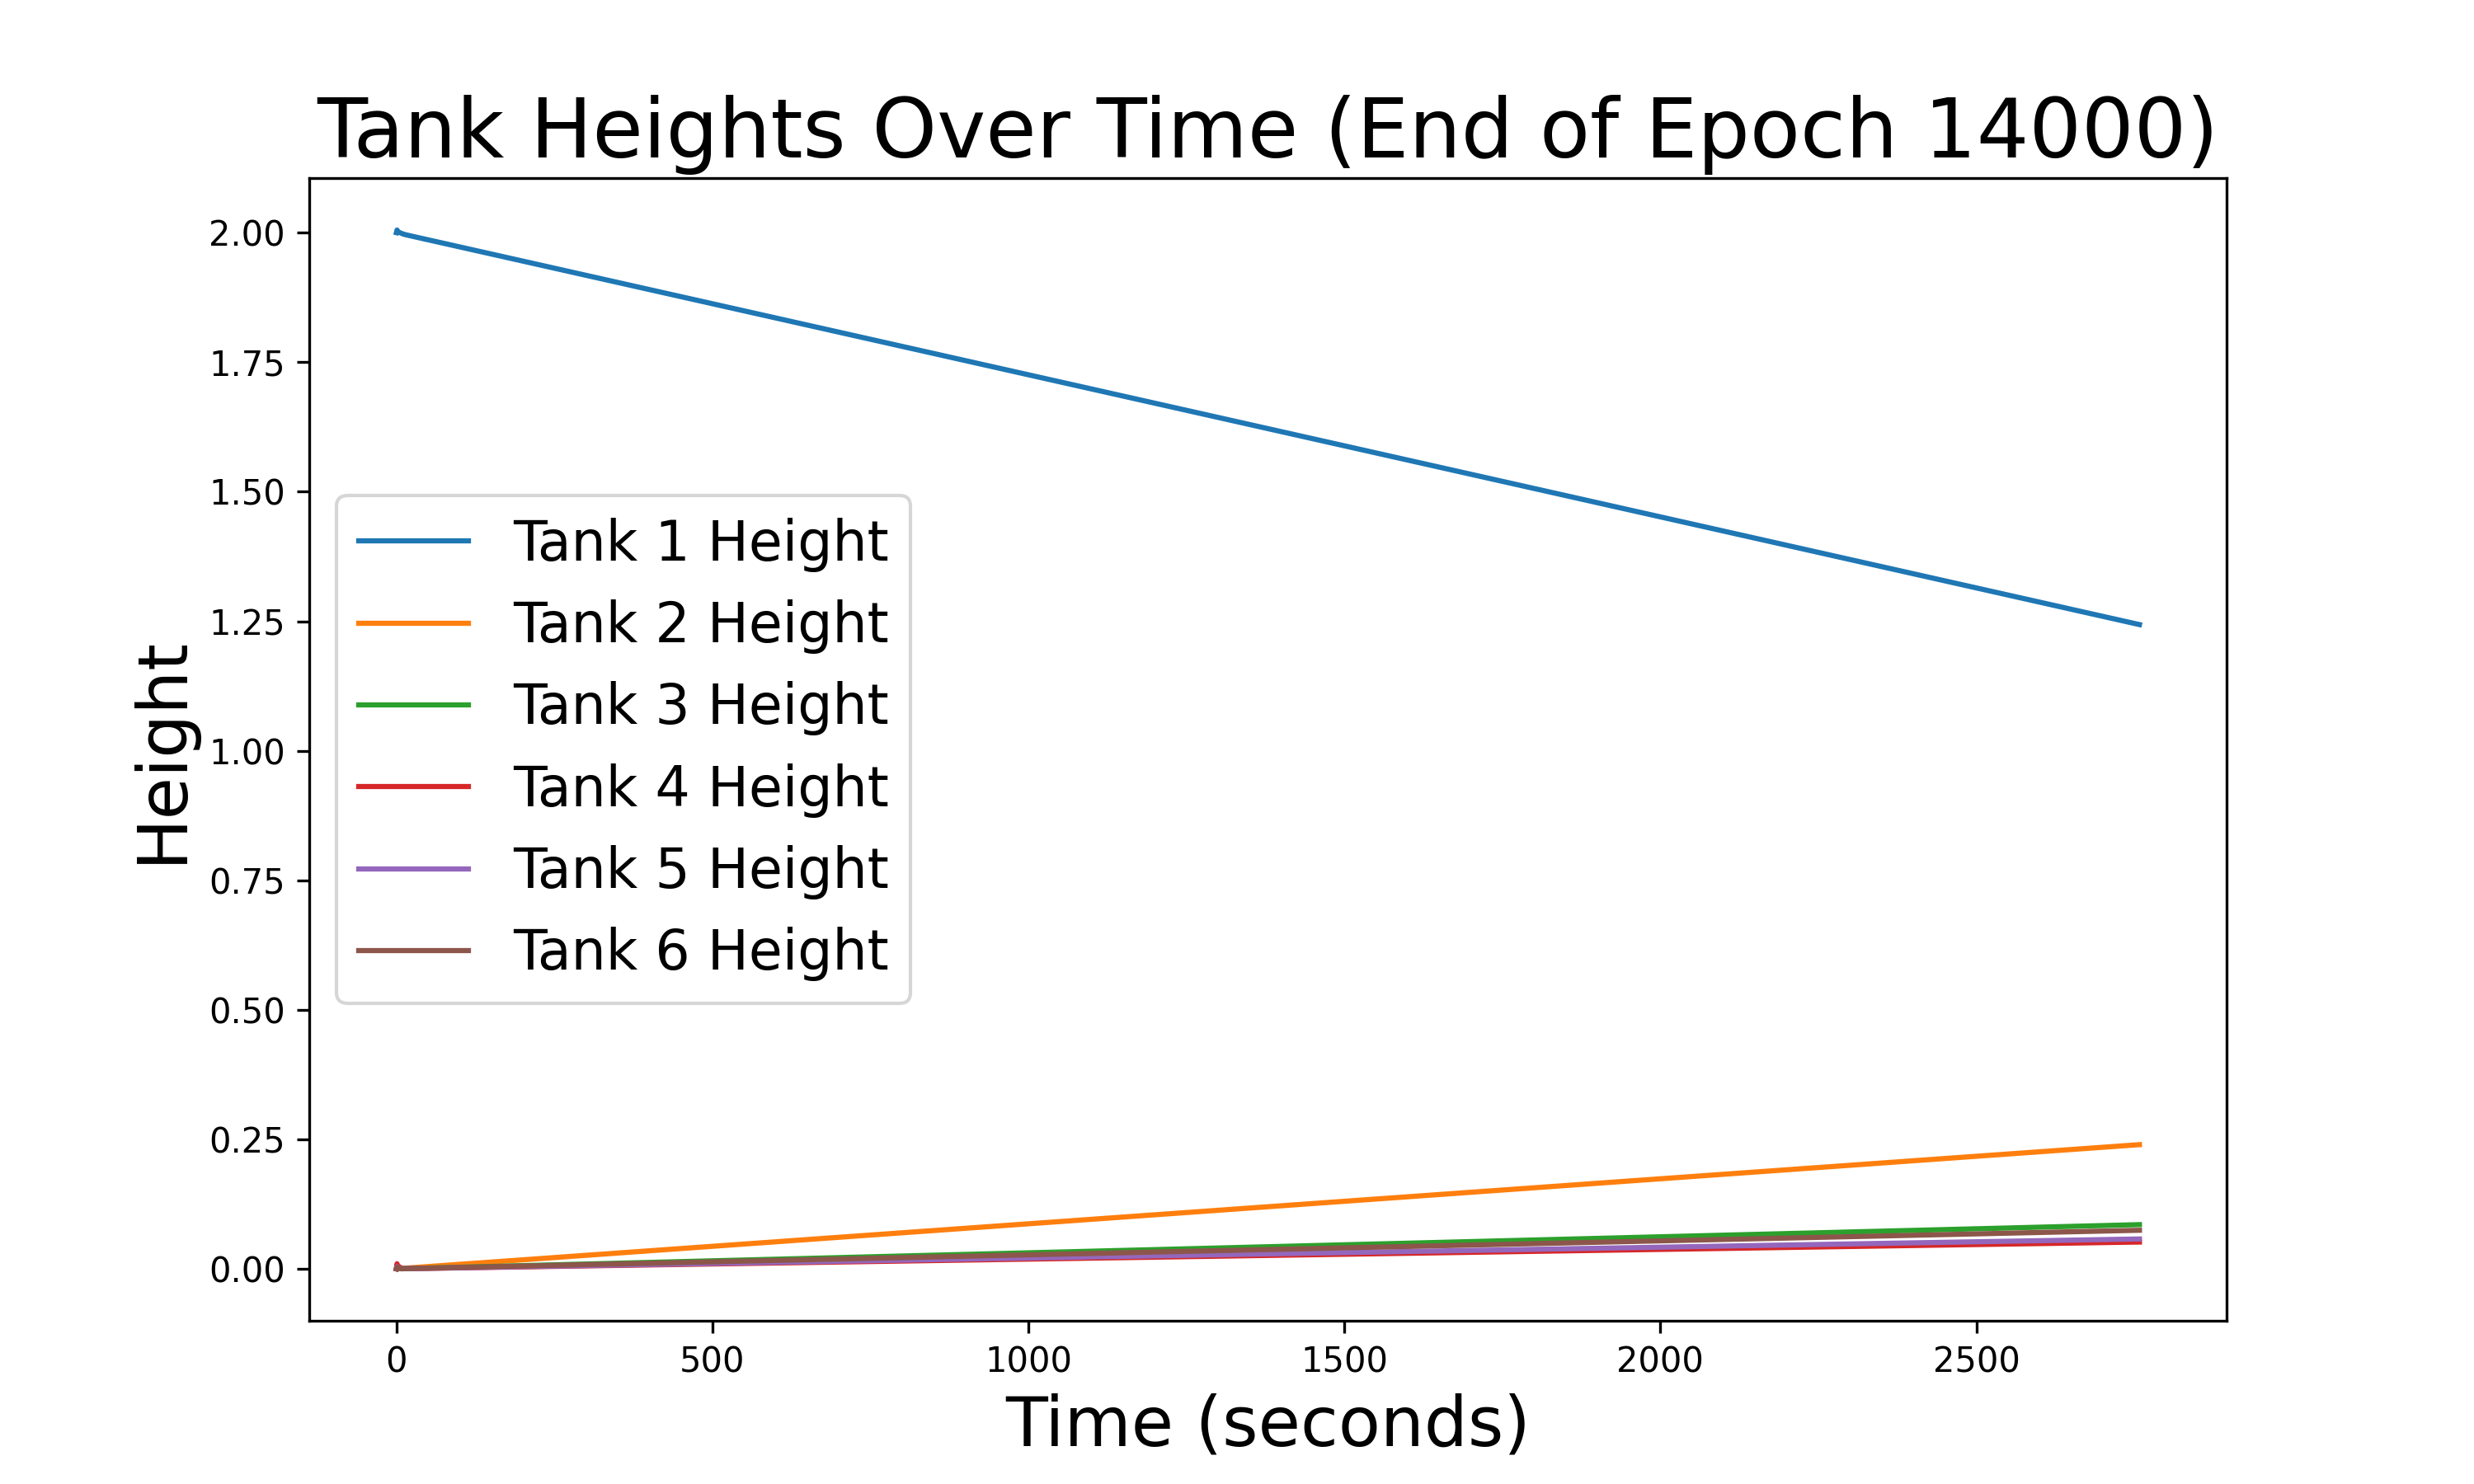 Tank Heights Over Time (End of Epoch 14000)
Height
2.00
1.75
1.50
1.25
1.00
0.75
0.50
0.25
0.00
Tank 1 Height
Tank 2 Height
Tank 3 Height
Tank 4 Height
Tank 5 Height
Tank 6 Height
0 500 1000 1500 2000 2500
Time (seconds)